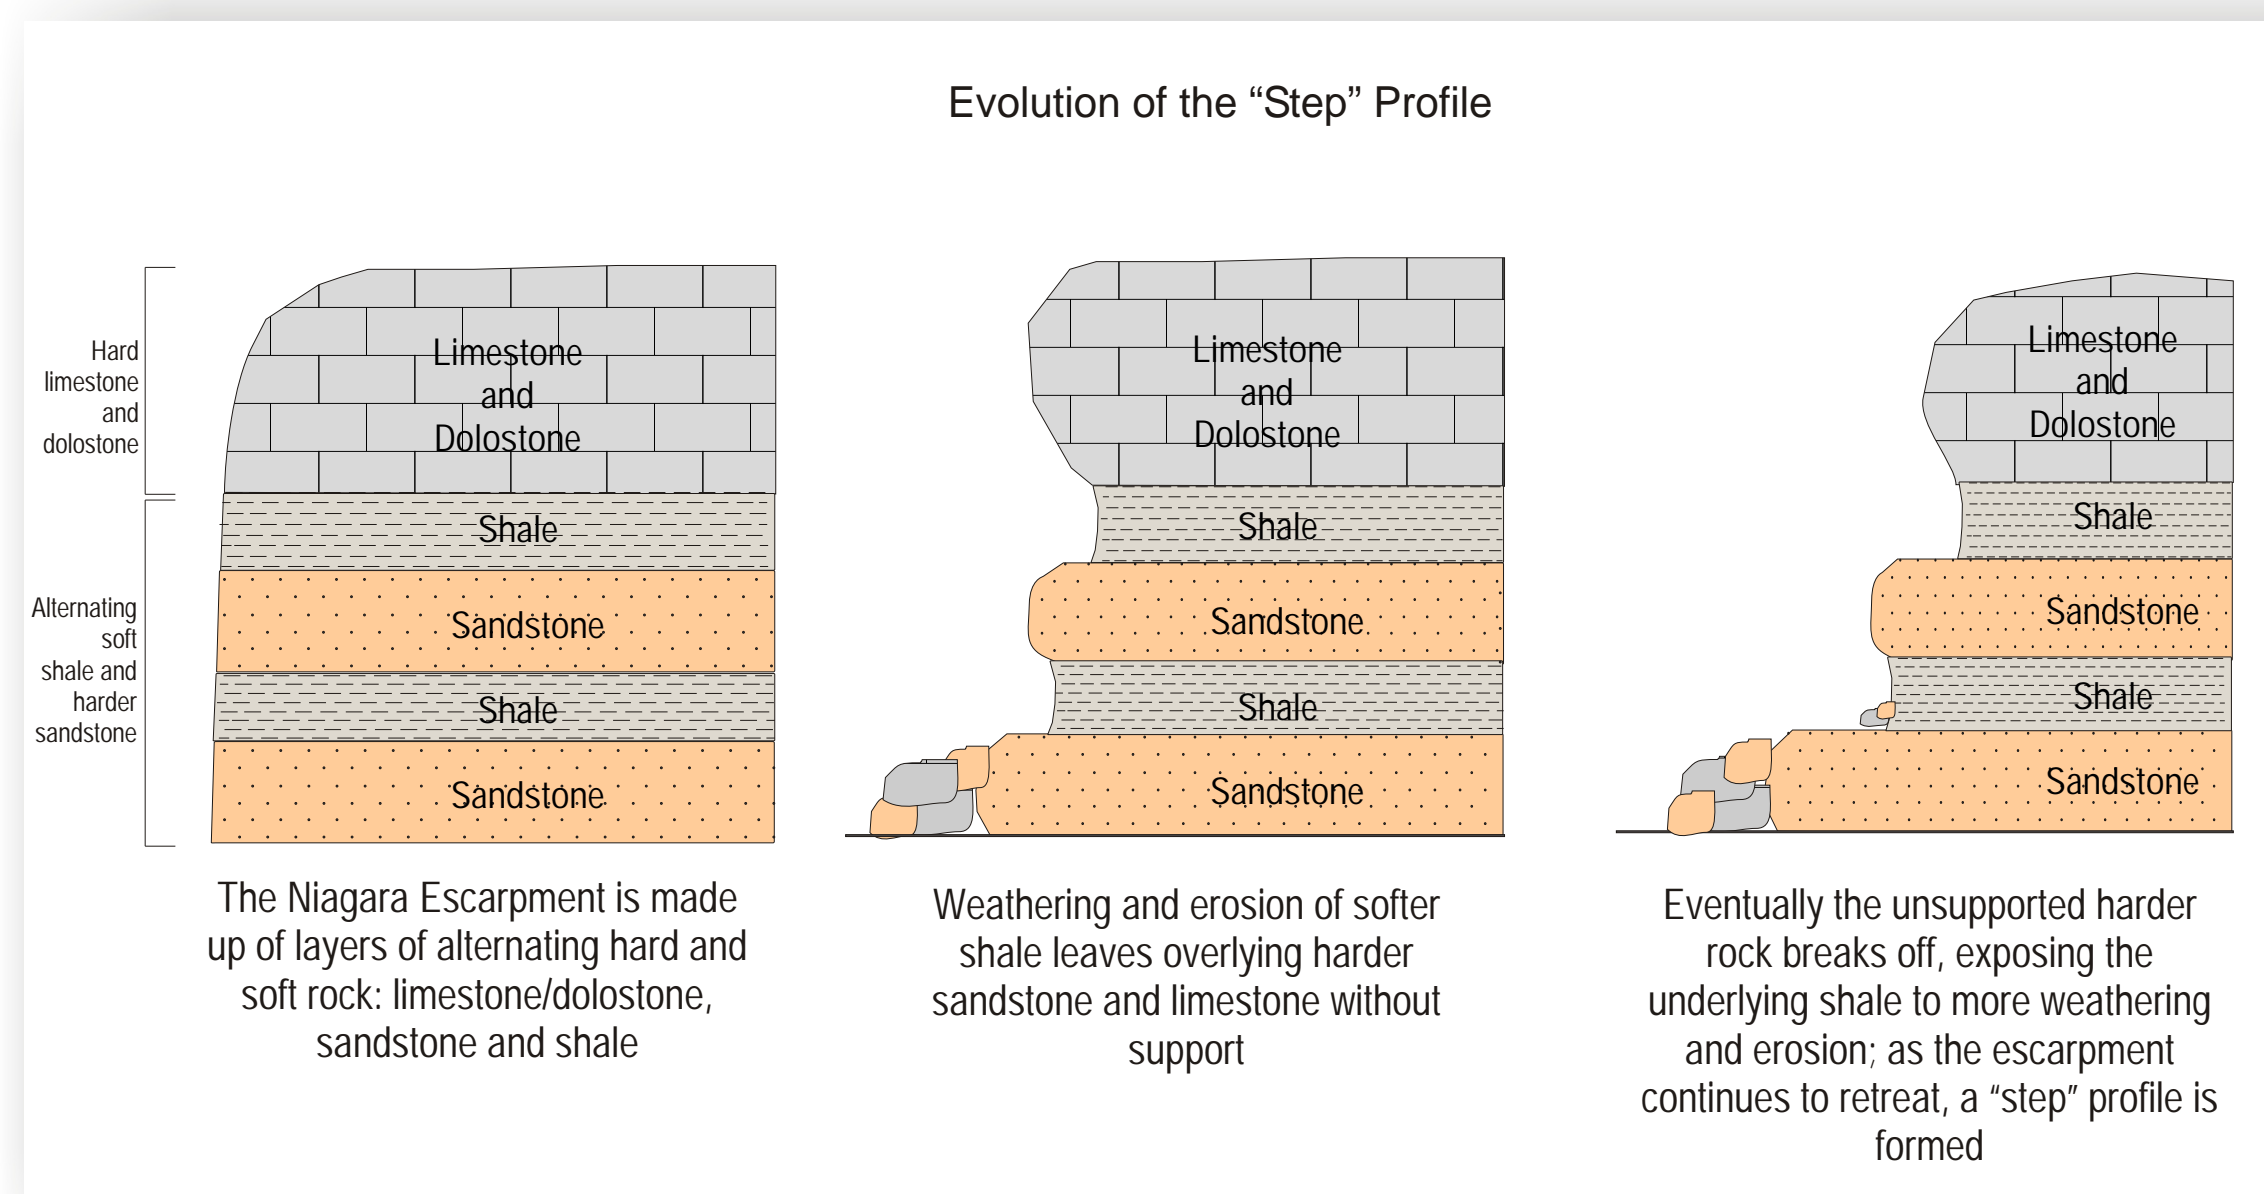 Evolution of the “Step” Profile
Hard
limestone
and
dolostone
Alternating
soft
shale and
harder
sandstone
Limestone
and
Dolostone
Shale
Sandstone
Shale
Sandstone
The Niagara Escarpment is made
up of layers of alternating hard and
soft rock: limestone/dolostone,
sandstone and shale
Limestone
and
Dolostone
Shale
Sandstone
Shale
Sandstone
Weathering and erosion of softer
shale leaves overlying harder
sandstone and limestone without
support
Limestone
and
Dolostone
Shale
Sandstone
Shale
Sandstone
Eventually the unsupported harder
rock breaks off, exposing the
underlying shale to more weathering
and erosion; as the escarpment
continues to retreat, a “step” profile is
formed